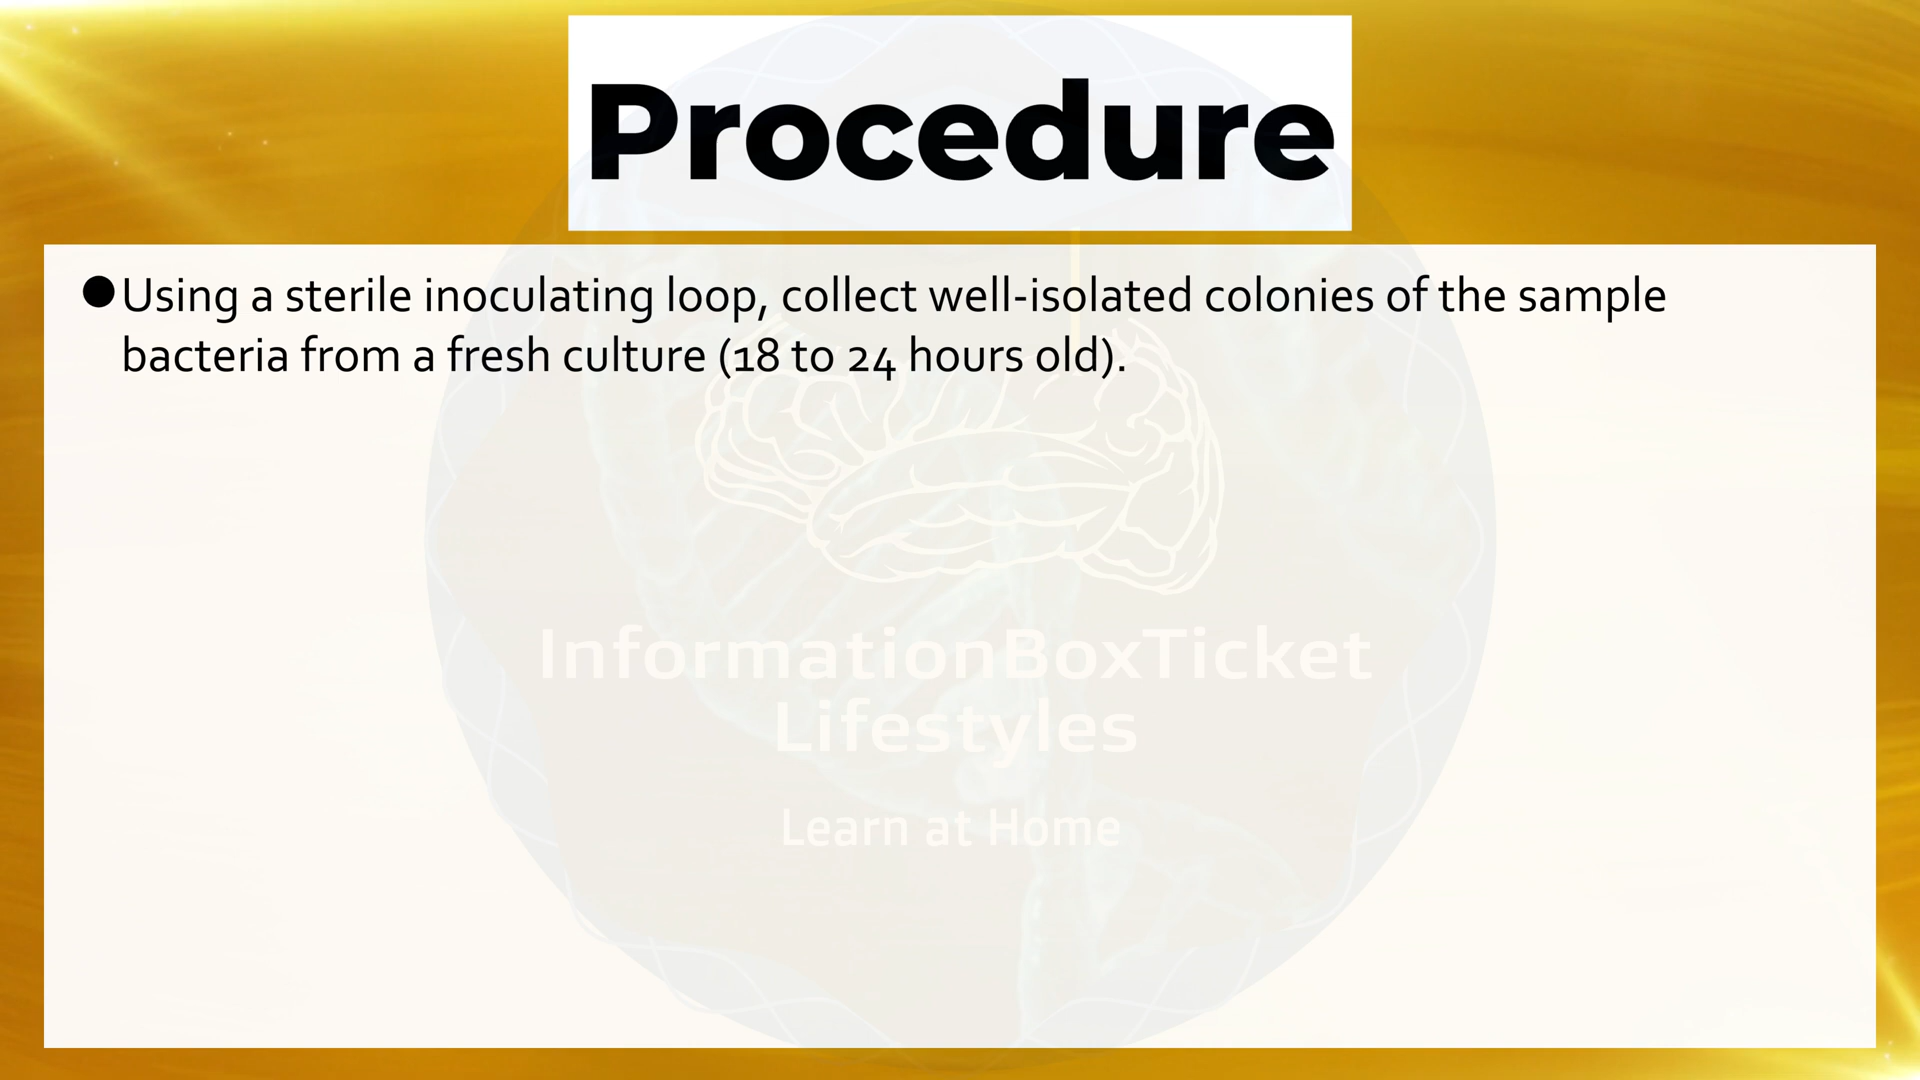 Procedure
●Using a sterile inoculating loop, collect well-isolated colonies of the sample
bacteria from a fresh culture (18 to 24 hours old).
InformationBoxTicket
Lifestyles
Learn at Home